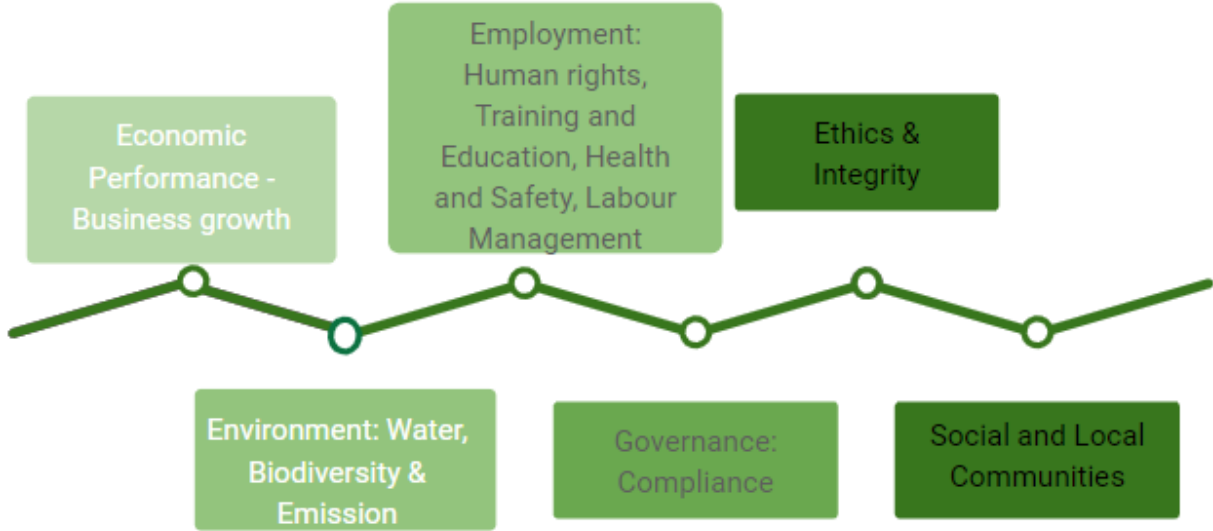 Economic
Performance -
Business growth
Environment: Water,
Biodiversity &
Emission
Employment:
Human rights,
Training and
Education, Health
and Safety, Labour
Management
Governance:
Compliance
Ethics &
Integrity
Social and Local
Communities